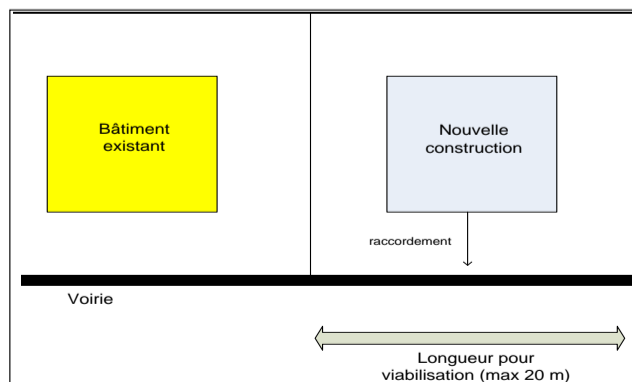 Bâtiment
existant
Nouvelle
construction
raccordement
Voirie
Longueur pour
viabilisation (max 20 m)